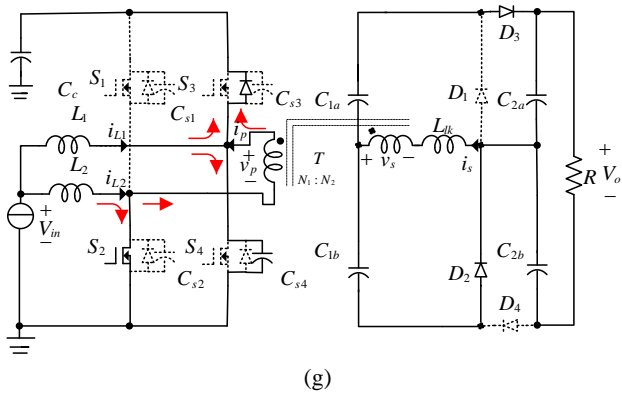 D3
S1
S3
Cc
Cs1
Cs3
C1a
D1
C2a
L1
iL1
ip
Llk
L2
vp
T
+ vs −
is
N1 : N2
iL2
R
+
Vo
−
+
Vin
−
+
−
S2
S4
C1b
D2
C2b
Cs2
Cs4
D4
(g)